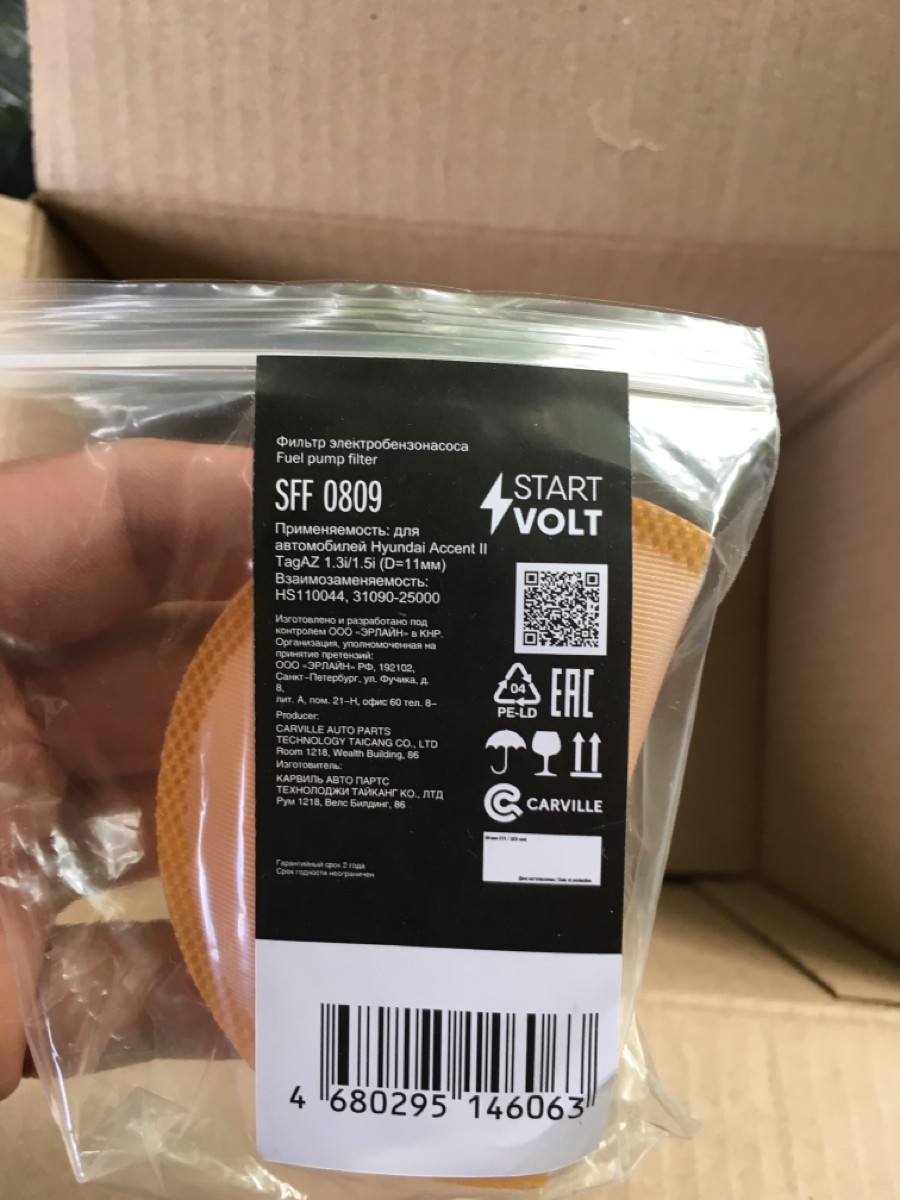 Фильтр электробензонасоса
Fuel pump filter
SFF 0809
START
VOLT
Применяемость: для
автомобилей Hyundai Accent II
TagAZ 1.3i/1.5i (D=11мм)
Взаимозаменяемость:
HS110044, 31090-25000
Изготовлено и разработано под
контролем ООО «ЭРЛАЙН» в КНР.
Организация, уполномоченная на
принятие претензий:
ООО «ЭРЛАЙН» РФ, 192102,
Санкт-Петербург, ул. Фучика, д.
8,
лит. А, пом. 21-Н, офис 60 тел. 8-
Producer:
CARVILLE AUTO PARTS
TECHNOLOGY TAICANG CO., LTD
Room 1218, Wealth Building, 86
Изготовитель:
КАРВИЛЬ АВТО ПАРТС
ТЕХНОЛОДЖИ ТАЙКАНГ КО., ЛТД
Рум 1218, Велс Билдинг, 86
04
PE-LD
EAC
CARVILLE
Гарантийный срок 2 года
Срок годности неограничен
4 680295 146063